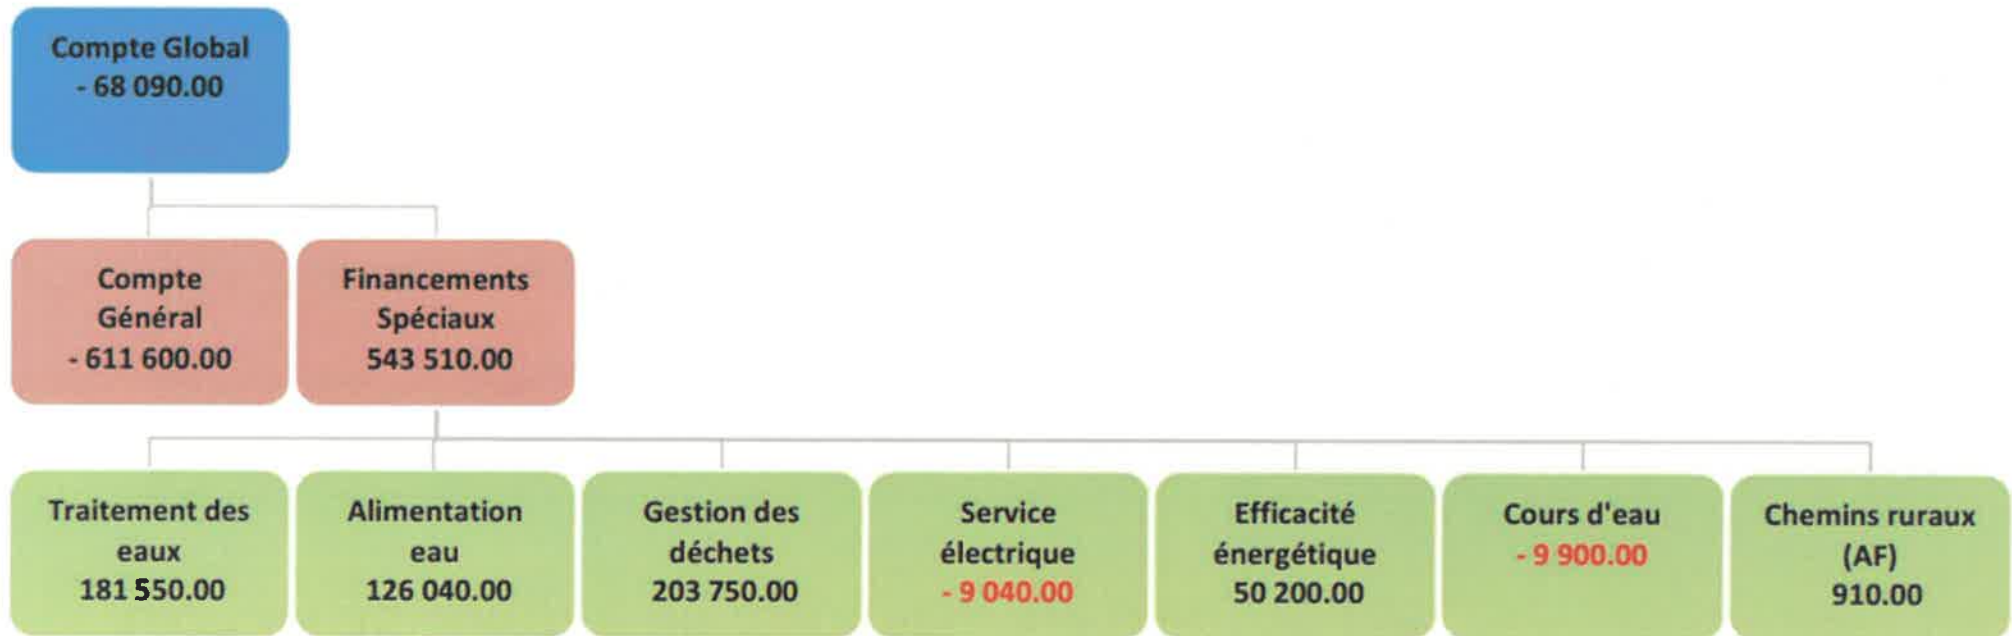 Compte Global
- 68 090.00
Compte
Général
- 611 600.00
Financements
Spéciaux
543 510.00
Traitement des
eaux
181 550.00
Alimentation
eau
126 040.00
Gestion des
déchets
203 750.00
Service
électrique
- 9 040.00
Efficacité
énergétique
50 200.00
Cours d'eau
- 9 900.00
Chemins ruraux
(AF)
910.00